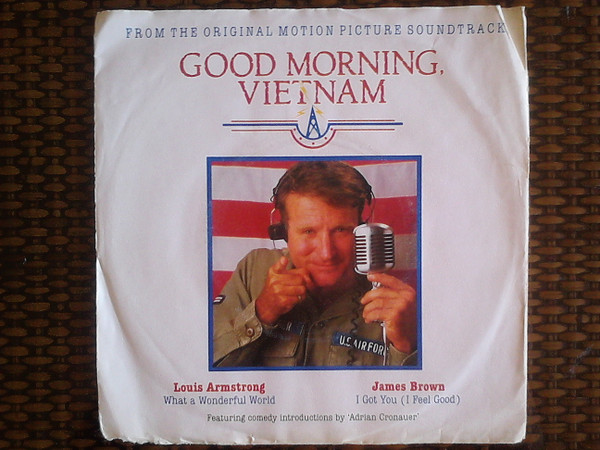 FROM THE ORIGINAL MOTION PICTURE SOUNDTRACK
GOOD MORNING,
VIETNAM
U.S. AIR FORC
Louis Armstrong
What a Wonderful World
James Brown
I Got You (I Feel Good)
Featuring comedy introductions by 'Adrian Cronauer'